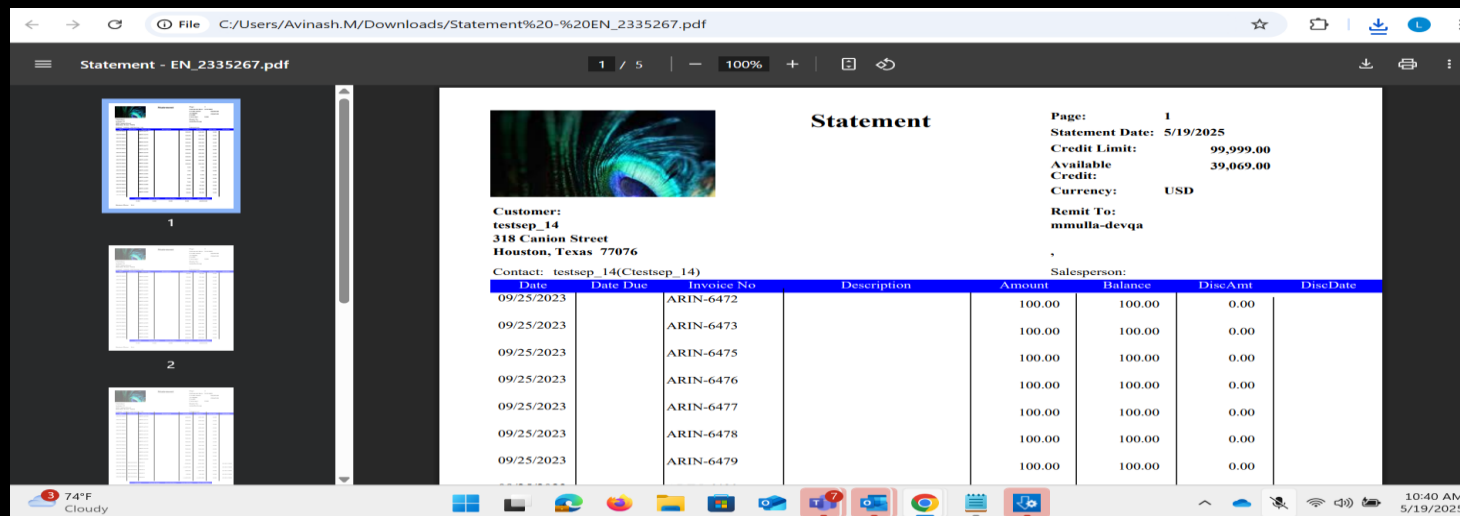 File C:/Users/Avinash.M/Downloads/Statement%20-%20EN_2335267.pdf
L
Statement - EN_2335267.pdf
1 / 5
100%
1
2
Statement
Page: 1
Statement Date: 5/19/2025
Credit Limit: 99,999.00
Available Credit: 39,069.00
Currency: USD
Customer:
testsep_14
318 Canion Street
Houston, Texas 77076
Remit To:
mmulla-devqa
,
Contact: testsep_14(Ctestsep_14)
Salesperson:
Date Date Due Invoice No Description Amount Balance DiscAmt DiscDate
09/25/2023 ARIN-6472 100.00 100.00 0.00
09/25/2023 ARIN-6473 100.00 100.00 0.00
09/25/2023 ARIN-6475 100.00 100.00 0.00
09/25/2023 ARIN-6476 100.00 100.00 0.00
09/25/2023 ARIN-6477 100.00 100.00 0.00
09/25/2023 ARIN-6478 100.00 100.00 0.00
09/25/2023 ARIN-6479 100.00 100.00 0.00
3
74°F
Cloudy
7
10:40 AM
5/19/2025